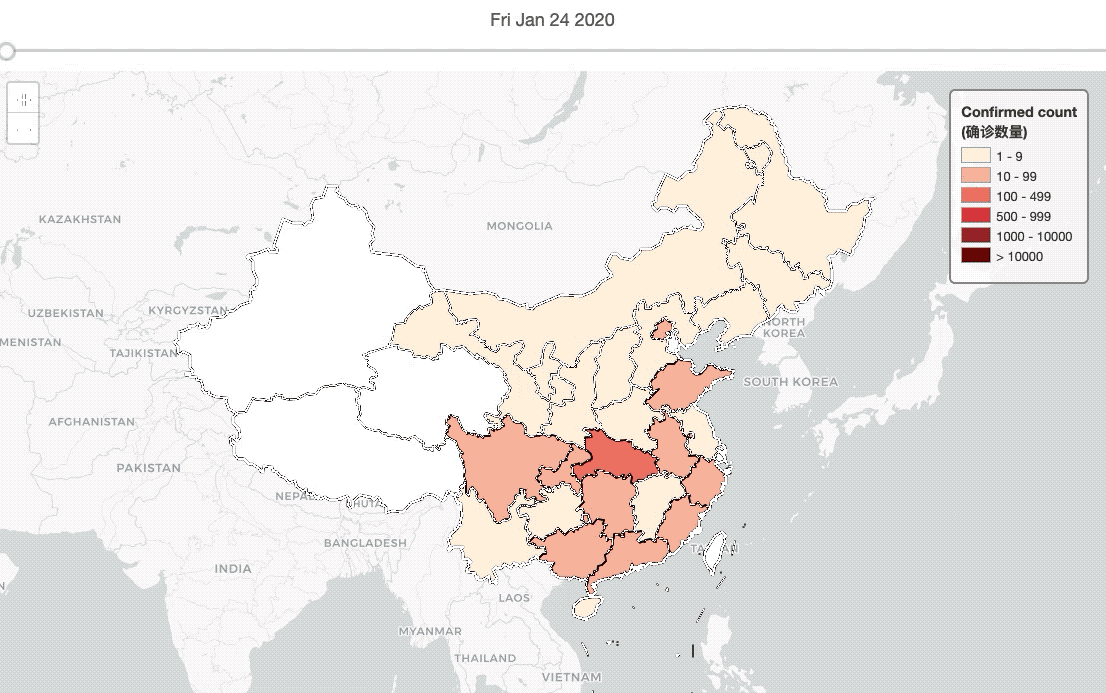 Fri Jan 24 2020
Confirmed count
(确诊数量)
1 - 9
10 - 99
100 - 499
500 - 999
1000 - 10000
> 10000
KAZAKHSTAN
MONGOLIA
UZBEKISTAN
KYRGYZSTAN
MENISTAN
TAJIKISTAN
NORTH
KOREA
SOUTH KOREA
AFGHANISTAN
PAKISTAN
NEPAL
BHUTA
BANGLADESH
INDIA
LAOS
MYANMAR
THAILAND
VIETNAM